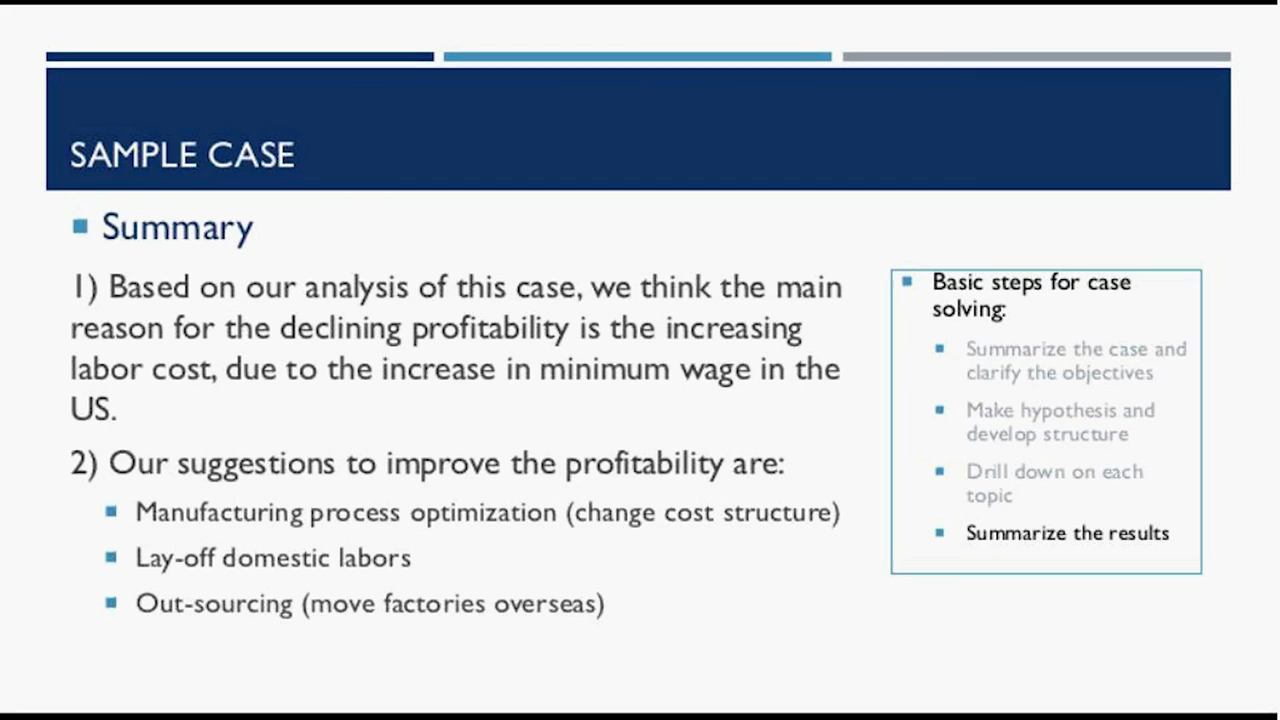 SAMPLE CASE
Summary
1) Based on our analysis of this case, we think the main
reason for the declining profitability is the increasing
labor cost, due to the increase in minimum wage in the
US.
2) Our suggestions to improve the profitability are:
Manufacturing process optimization (change cost structure)
Lay-off domestic labors
Out-sourcing (move factories overseas)
Basic steps for case
solving:
Summarize the case and
clarify the objectives
Make hypothesis and
develop structure
Drill down on each
topic
Summarize the results